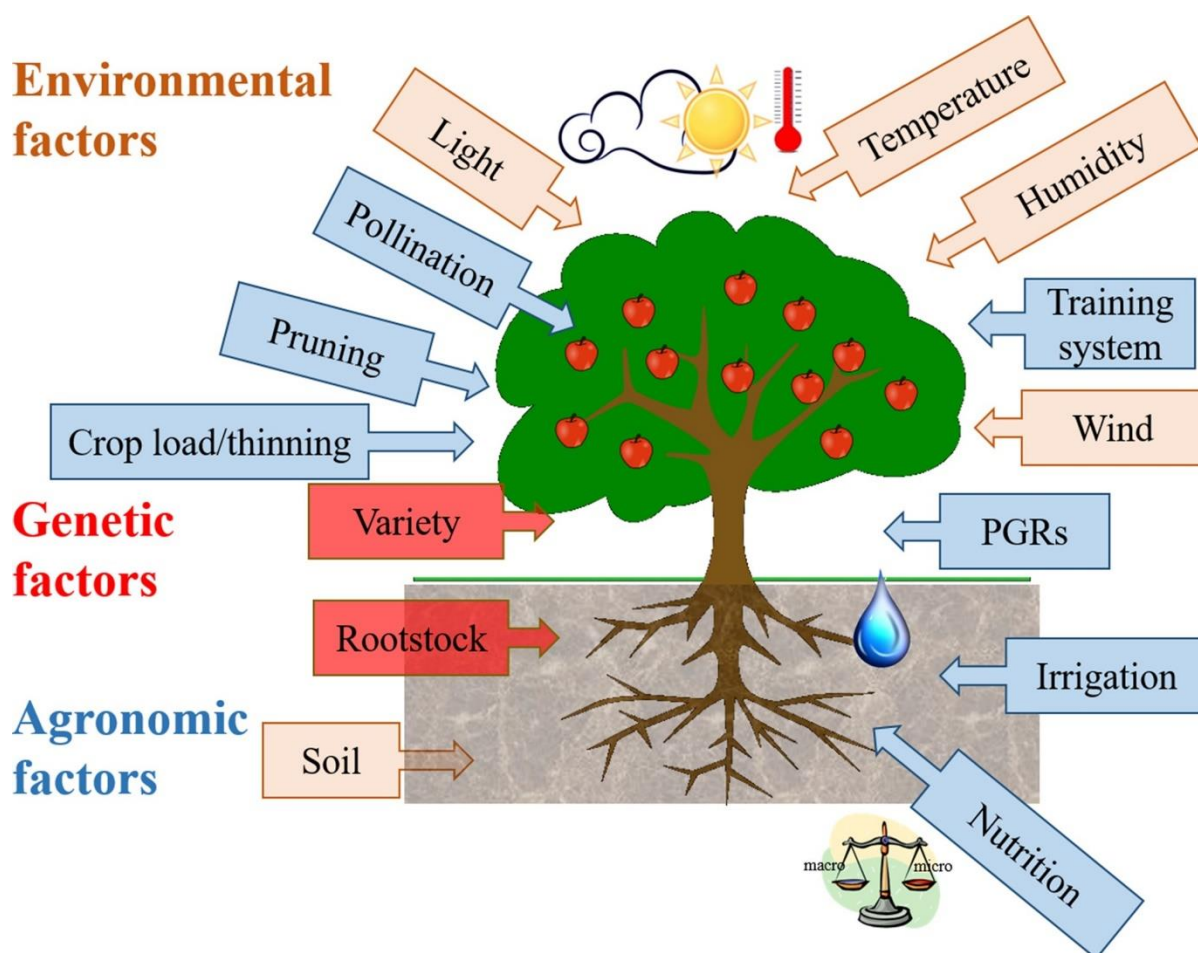 Environmental
factors
Light
Temperature
Humidity
Pollination
Pruning
Training
system
Crop load/thinning
Wind
Genetic
factors
Variety
PGRs
Rootstock
Irrigation
Agronomic
factors
Soil
Nutrition
macro
micro